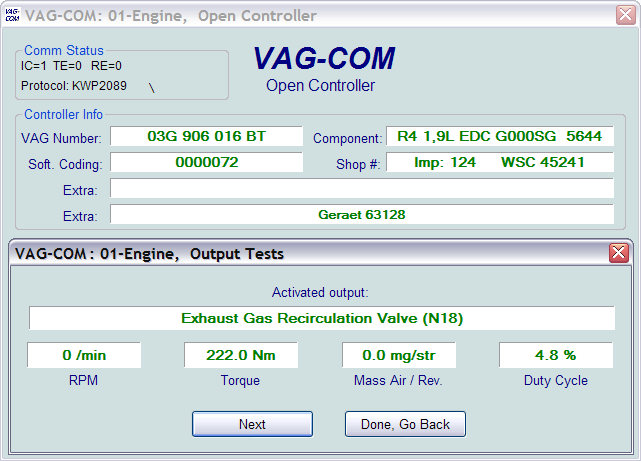 VAG-COM VAG-COM: 01-Engine, Open Controller
Comm Status
IC=1 TE=0 RE=0
Protocol: KWP2089 \
VAG-COM
Open Controller
Controller Info
VAG Number: 03G 906 016 BT Component: R4 1,9L EDC G000SG 5644
Soft. Coding: 0000072 Shop #: Imp: 124 WSC 45241
Extra:
Extra: Geraet 63128
VAG-COM: 01-Engine, Output Tests
Activated output:
Exhaust Gas Recirculation Valve (N18)
0 /min 222.0 Nm 0.0 mg/str 4.8 %
RPM Torque Mass Air / Rev. Duty Cycle
Next Done, Go Back